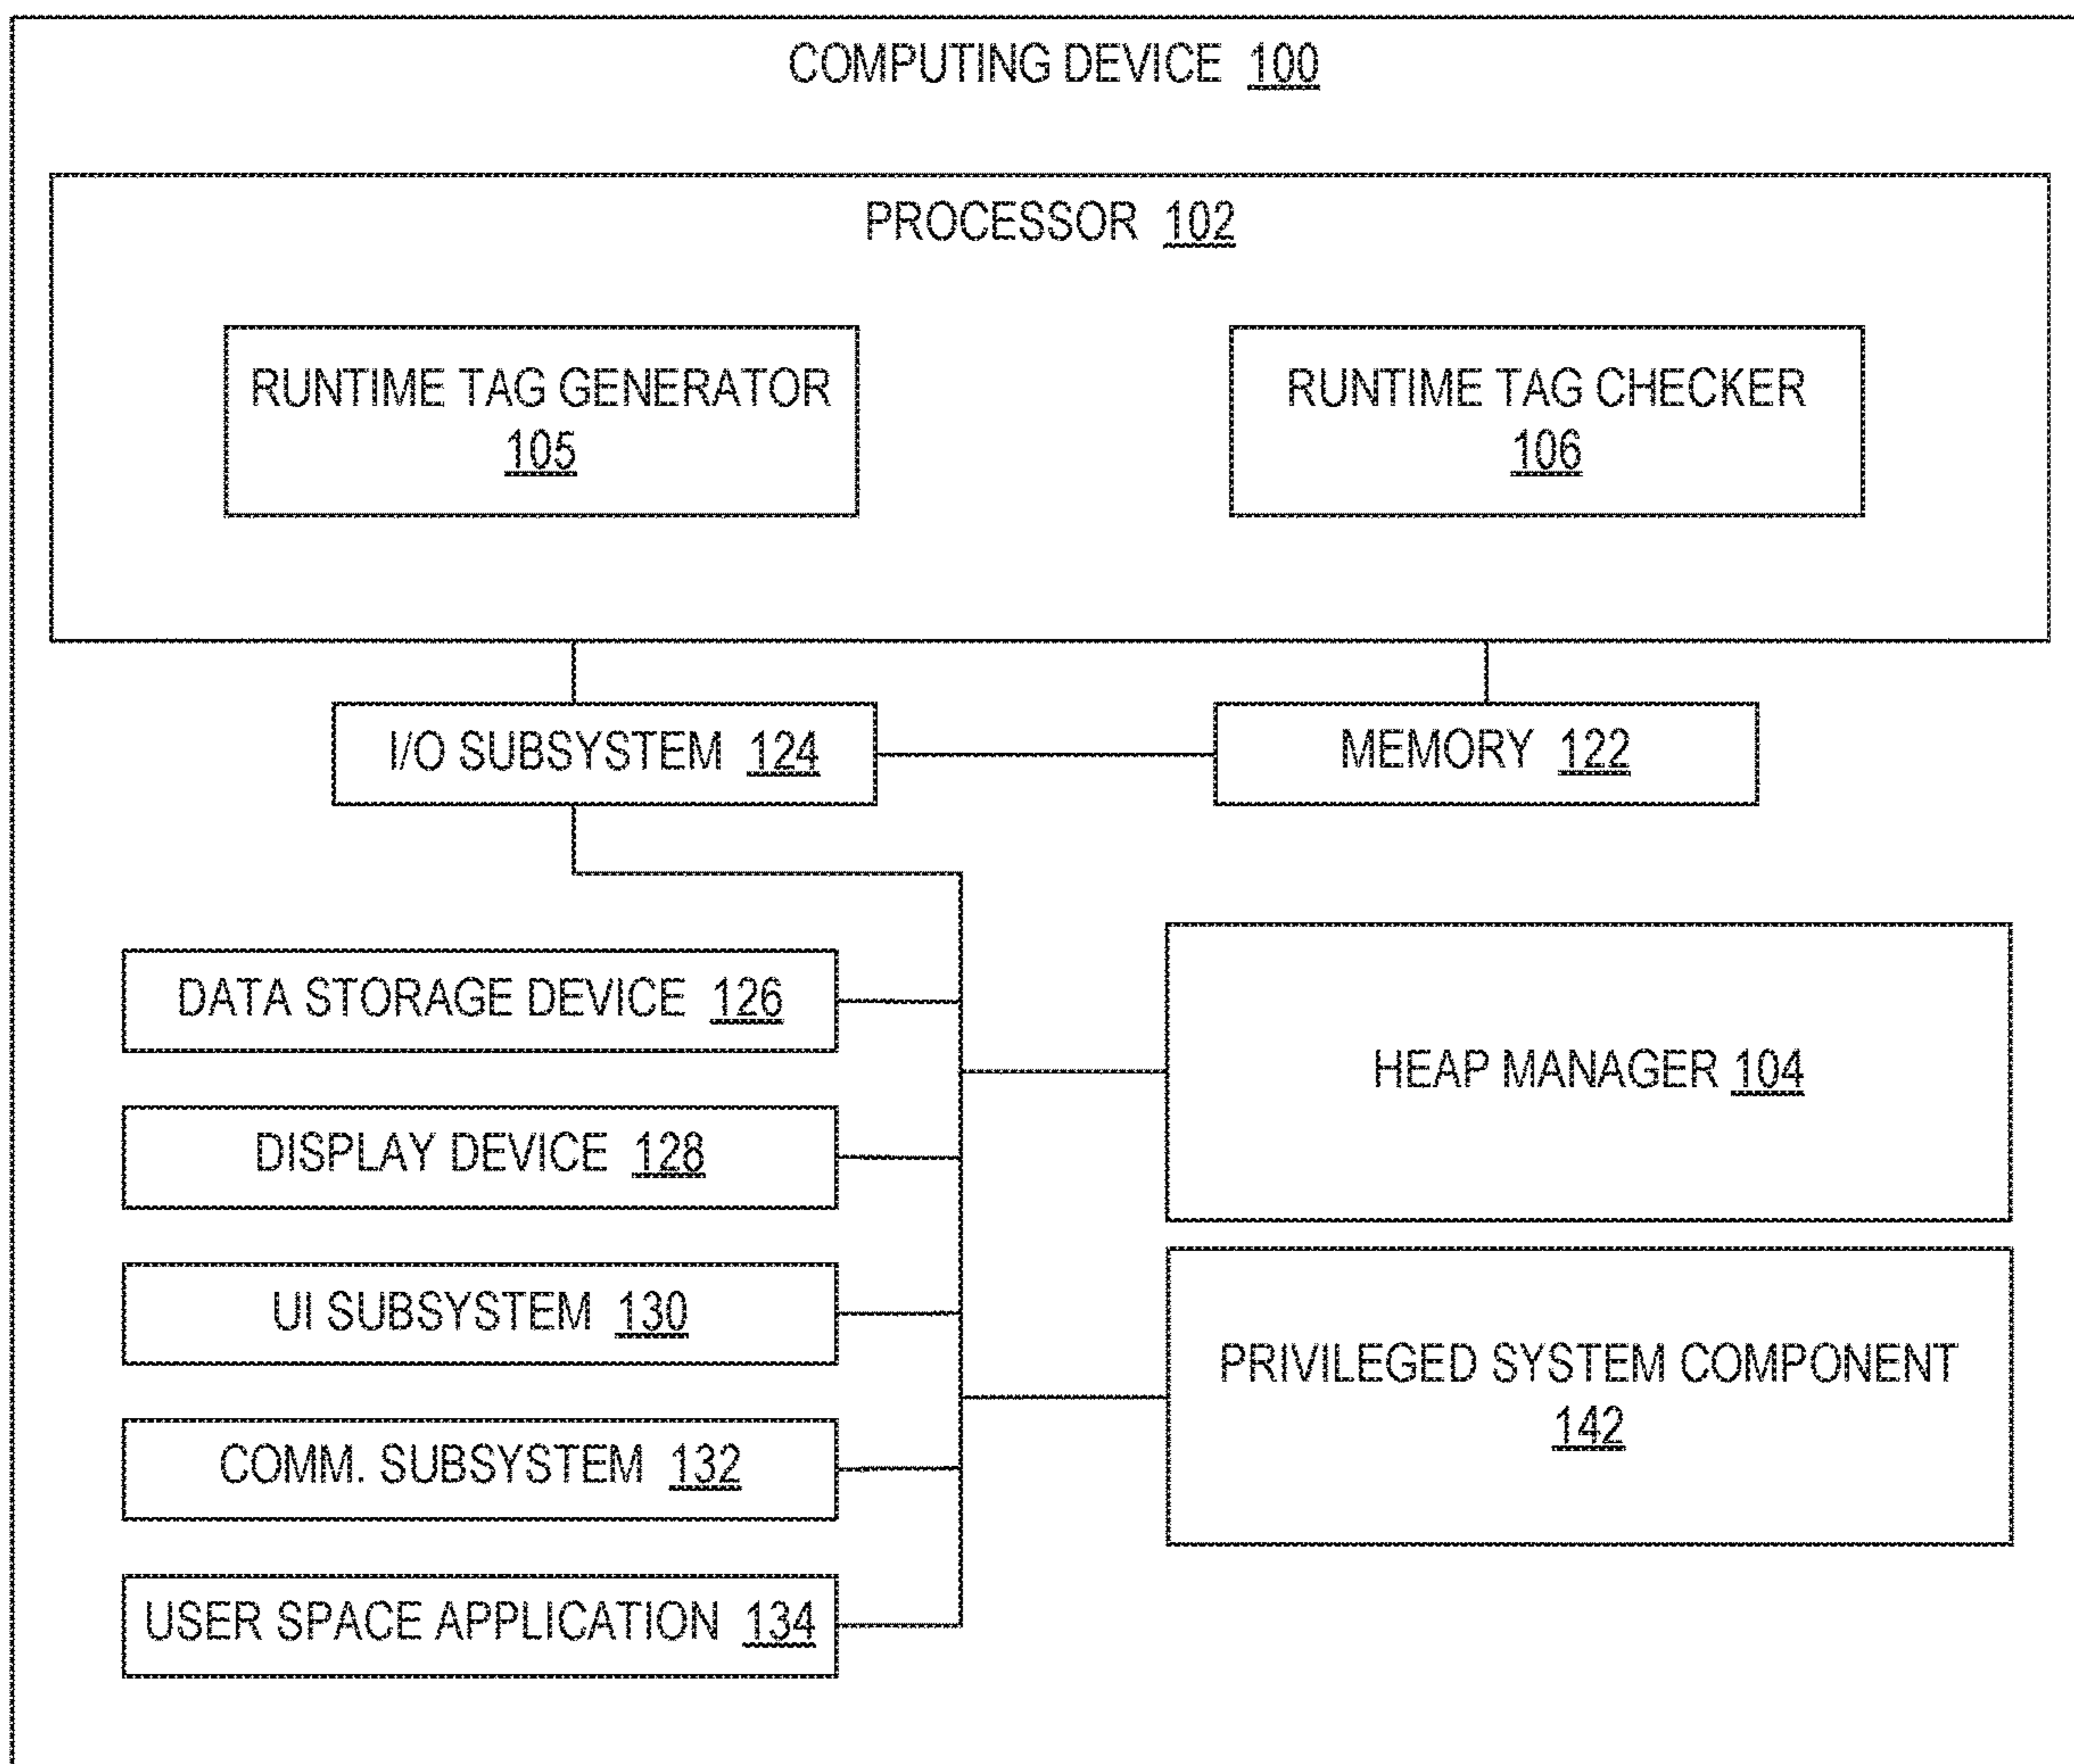 COMPUTING DEVICE 100
PROCESSOR 102
RUNTIME TAG GENERATOR
105
RUNTIME TAG CHECKER
106
I/O SUBSYSTEM 124
MEMORY 122
DATA STORAGE DEVICE 126
DISPLAY DEVICE 128
UI SUBSYSTEM 130
COMM. SUBSYSTEM 132
USER SPACE APPLICATION 134
HEAP MANAGER 104
PRIVILEGED SYSTEM COMPONENT
142